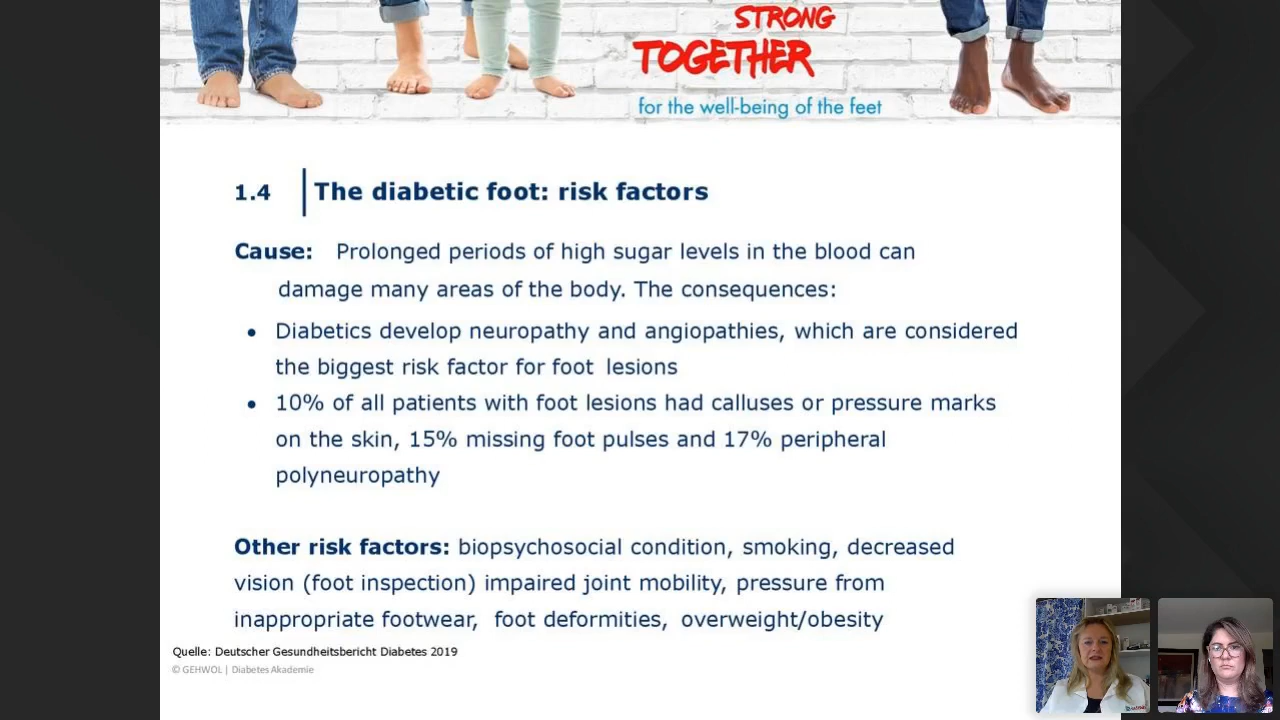 STRONG
TOGETHER
for the well-being of the feet
1.4 The diabetic foot: risk factors
Cause: Prolonged periods of high sugar levels in the blood can
damage many areas of the body. The consequences:
• Diabetics develop neuropathy and angiopathies, which are considered
the biggest risk factor for foot lesions
• 10% of all patients with foot lesions had calluses or pressure marks
on the skin, 15% missing foot pulses and 17% peripheral
polyneuropathy
Other risk factors: biopsychosocial condition, smoking, decreased
vision (foot inspection) impaired joint mobility, pressure from
inappropriate footwear, foot deformities, overweight/obesity
Quelle: Deutscher Gesundheitsbericht Diabetes 2019
© GEHWOL | Diabetes Akademie